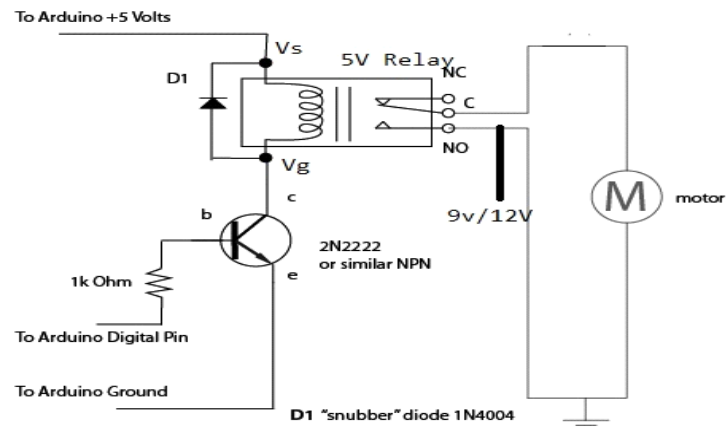 To Arduino +5 Volts
Vs
5V Relay
NC
D1
C
NO
Vg
9v/12V
M
motor
c
b
2N2222
or similar NPN
e
1k Ohm
To Arduino Digital Pin
To Arduino Ground
D1 "snubber" diode 1N4004